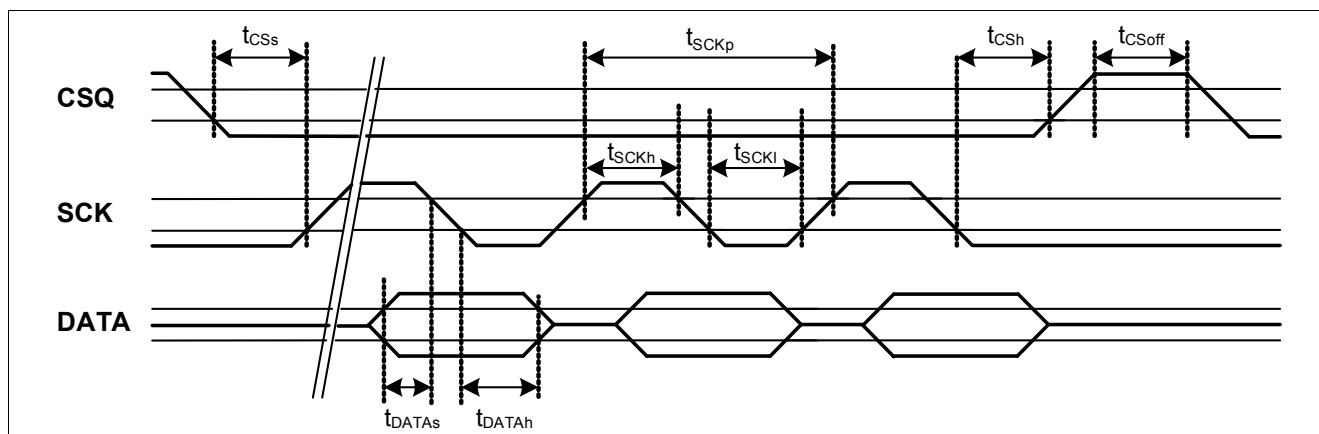 tCSs
tSCKp
tCSh
tCSoff
CSQ
tSCKh
tSCKl
SCK
DATA
tDATAs
tDATAh